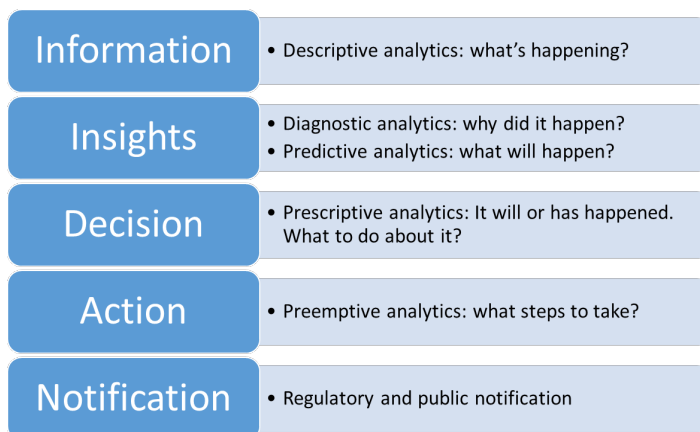 Information
• Descriptive analytics: what’s happening?
Insights
• Diagnostic analytics: why did it happen?
• Predictive analytics: what will happen?
Decision
• Prescriptive analytics: It will or has happened.
What to do about it?
Action
• Preemptive analytics: what steps to take?
Notification
• Regulatory and public notification